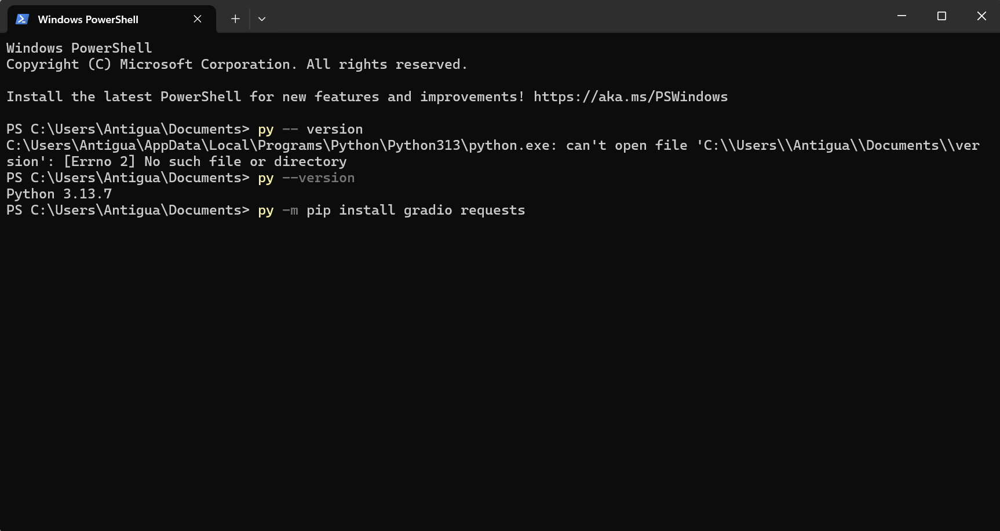 Windows PowerShell
Windows PowerShell
Copyright (C) Microsoft Corporation. All rights reserved.
Install the latest PowerShell for new features and improvements! https://aka.ms/PSWindows
PS C:\Users\Antigua\Documents> py -- version
C:\Users\Antigua\AppData\Local\Programs\Python\Python313\python.exe: can't open file 'C:\\Users\\Antigua\\Documents\\ver
sion': [Errno 2] No such file or directory
PS C:\Users\Antigua\Documents> py --version
Python 3.13.7
PS C:\Users\Antigua\Documents> py -m pip install gradio requests